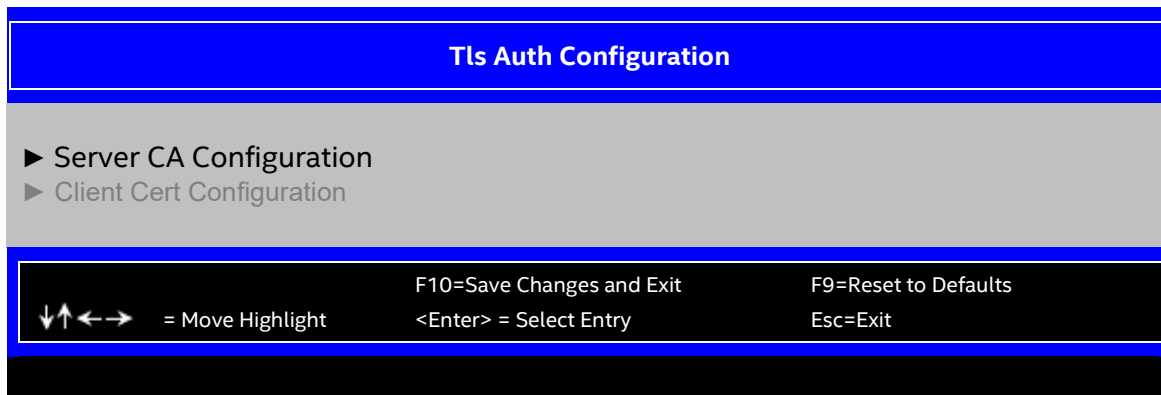 Tls Auth Configuration
► Server CA Configuration
► Client Cert Configuration
F10=Save Changes and Exit F9=Reset to Defaults
↓↑←→ = Move Highlight <Enter> = Select Entry Esc=Exit